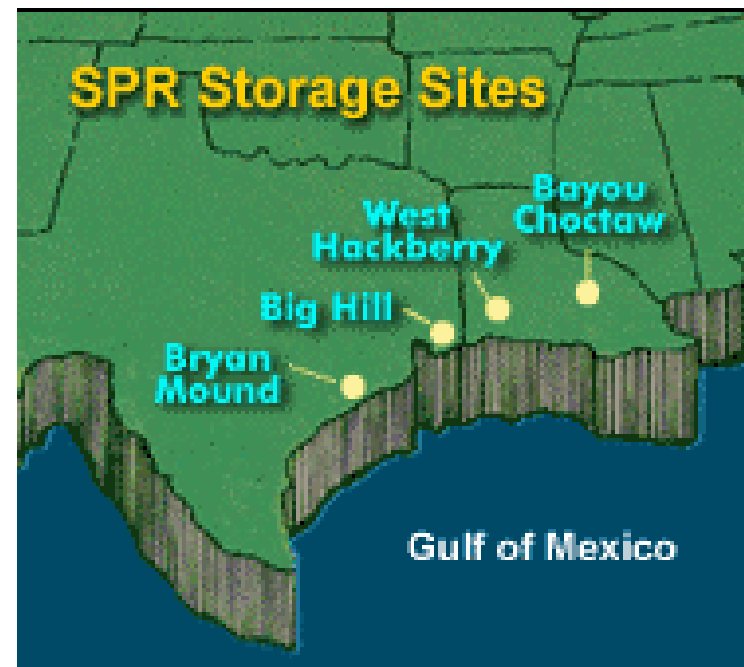 SPR Storage Sites
Bayou
Choctaw
West
Hackberry
Big Hill
Bryan
Mound
Gulf of Mexico